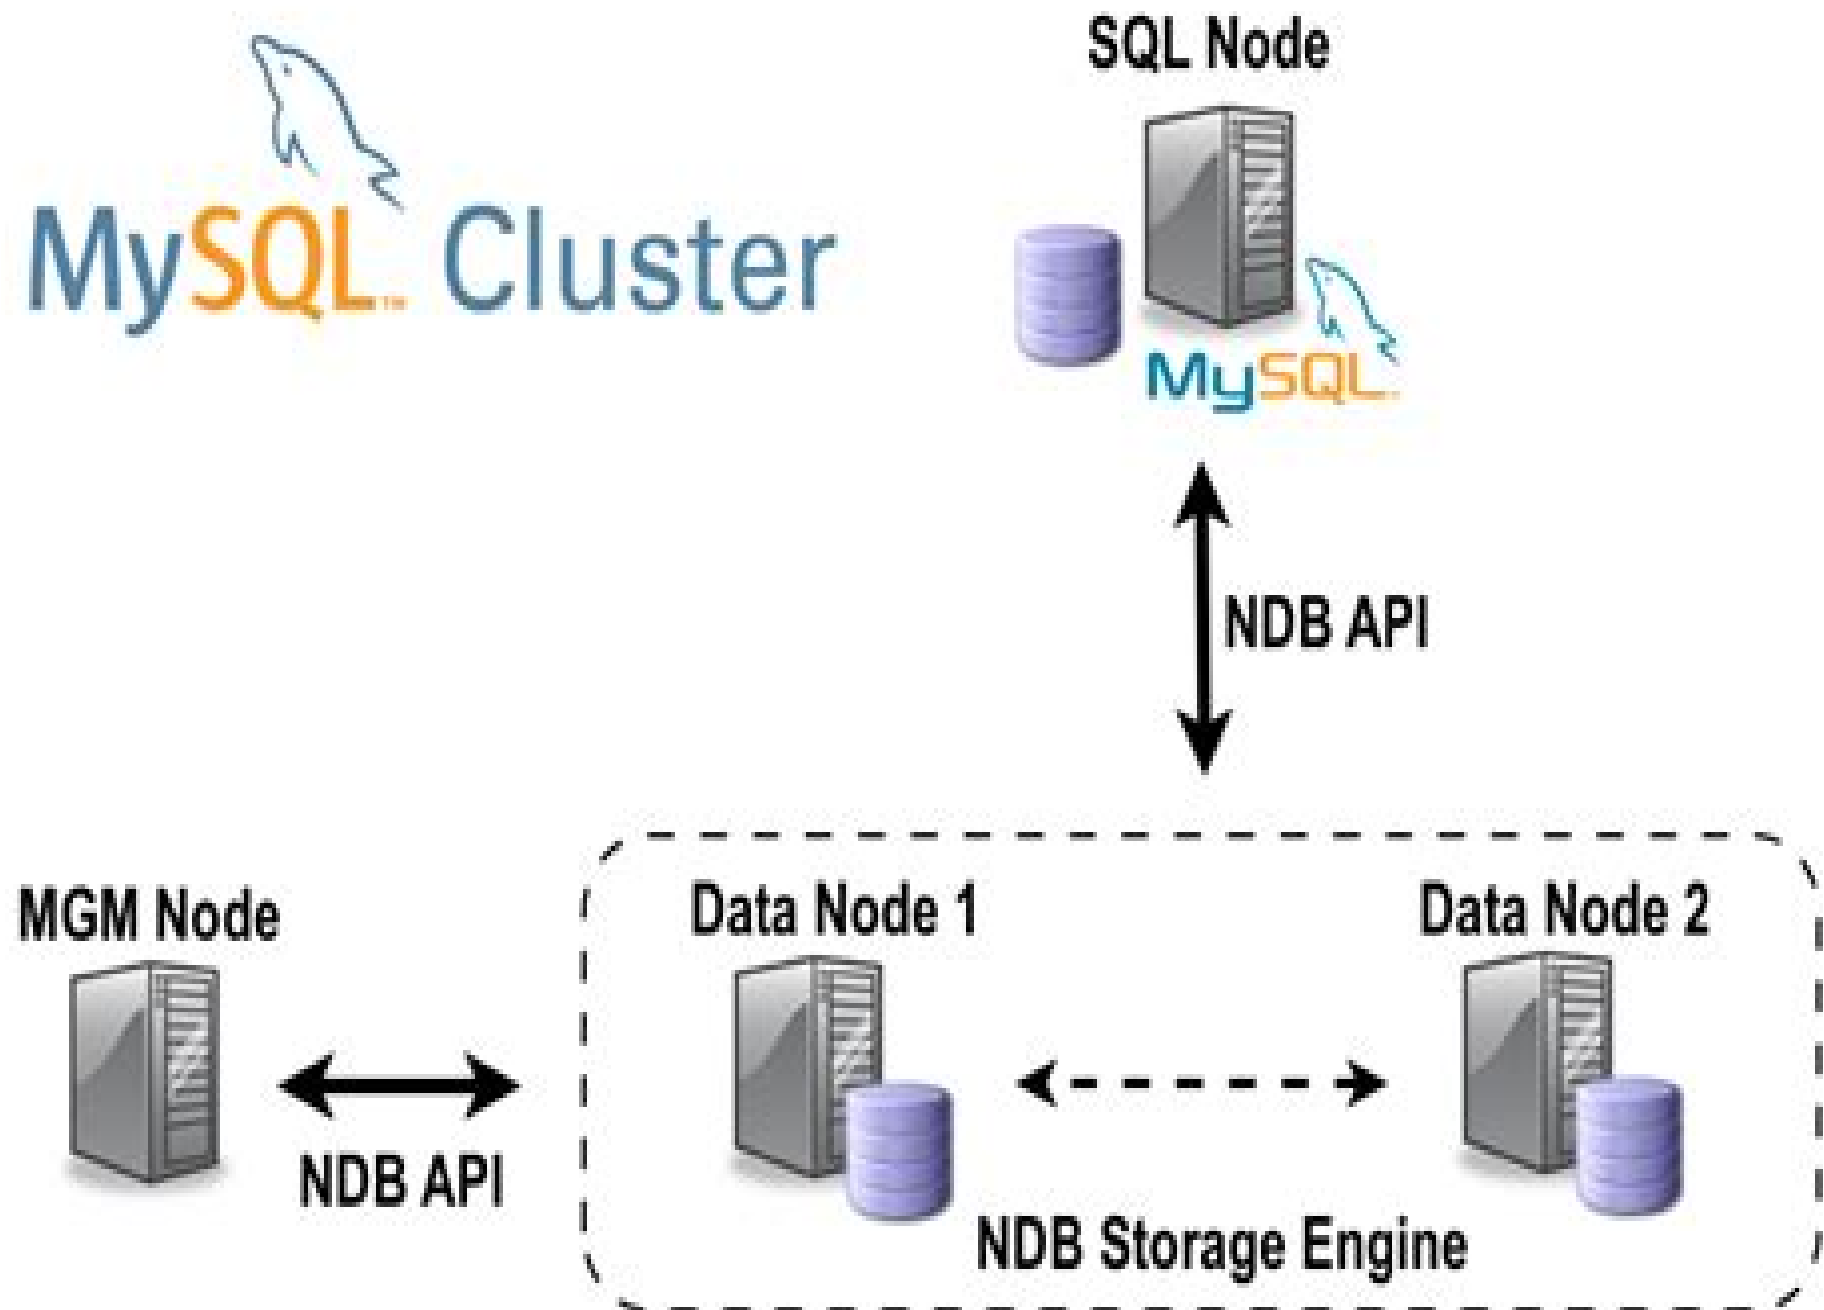 SQL Node
MySQL™ Cluster
MySQL
NDB API
MGM Node
Data Node 1
Data Node 2
NDB API
NDB Storage Engine